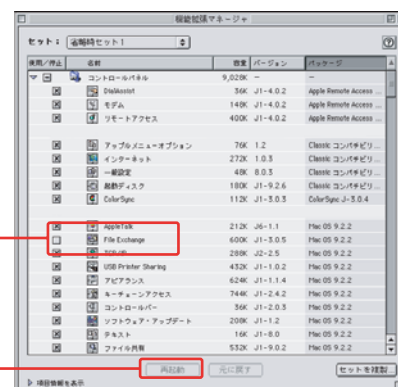 機能拡張マネージャ
セット： 省略時セット1
使用/停止 名前 容量 バージョン パッケージ
コントロールパネル 9,028K - -
DialAssist 36K J1-4.0.2 Apple Remote Access ...
モデム 148K J1-4.0.2 Apple Remote Access ...
リモートアクセス 400K J1-4.0.2 Apple Remote Access ...
アップルメニューオプション 76K 1.2 Classic コンパチビリ...
インターネット 272K 1.0.3 Classic コンパチビリ...
一般設定 48K 8.0.3 Classic コンパチビリ...
起動ディスク 180K J1-9.2.6 Classic コンパチビリ...
ColorSync 112K J1-3.0.3 ColorSync J-3.0.4
AppleTalk 212K J6-1.1 Mac OS 9.2.2
File Exchange 600K J1-3.0.5 Mac OS 9.2.2
TCP/IP 288K J2-2.5 Mac OS 9.2.2
USB Printer Sharing 432K J1-1.0.2 Mac OS 9.2.2
アピアランス 624K J1-1.1.4 Mac OS 9.2.2
キーチェーンアクセス 744K J1-2.4.2 Mac OS 9.2.2
コントロールバー 36K J1-2.0.3 Mac OS 9.2.2
ソフトウェア・アップデート 208K J1-1.2 Mac OS 9.2.2
テキスト 16K J1-8.0 Mac OS 9.2.2
ファイル共有 532K J1-9.0.2 Mac OS 9.2.2
再起動 元に戻す セットを複製...
項目情報を表示